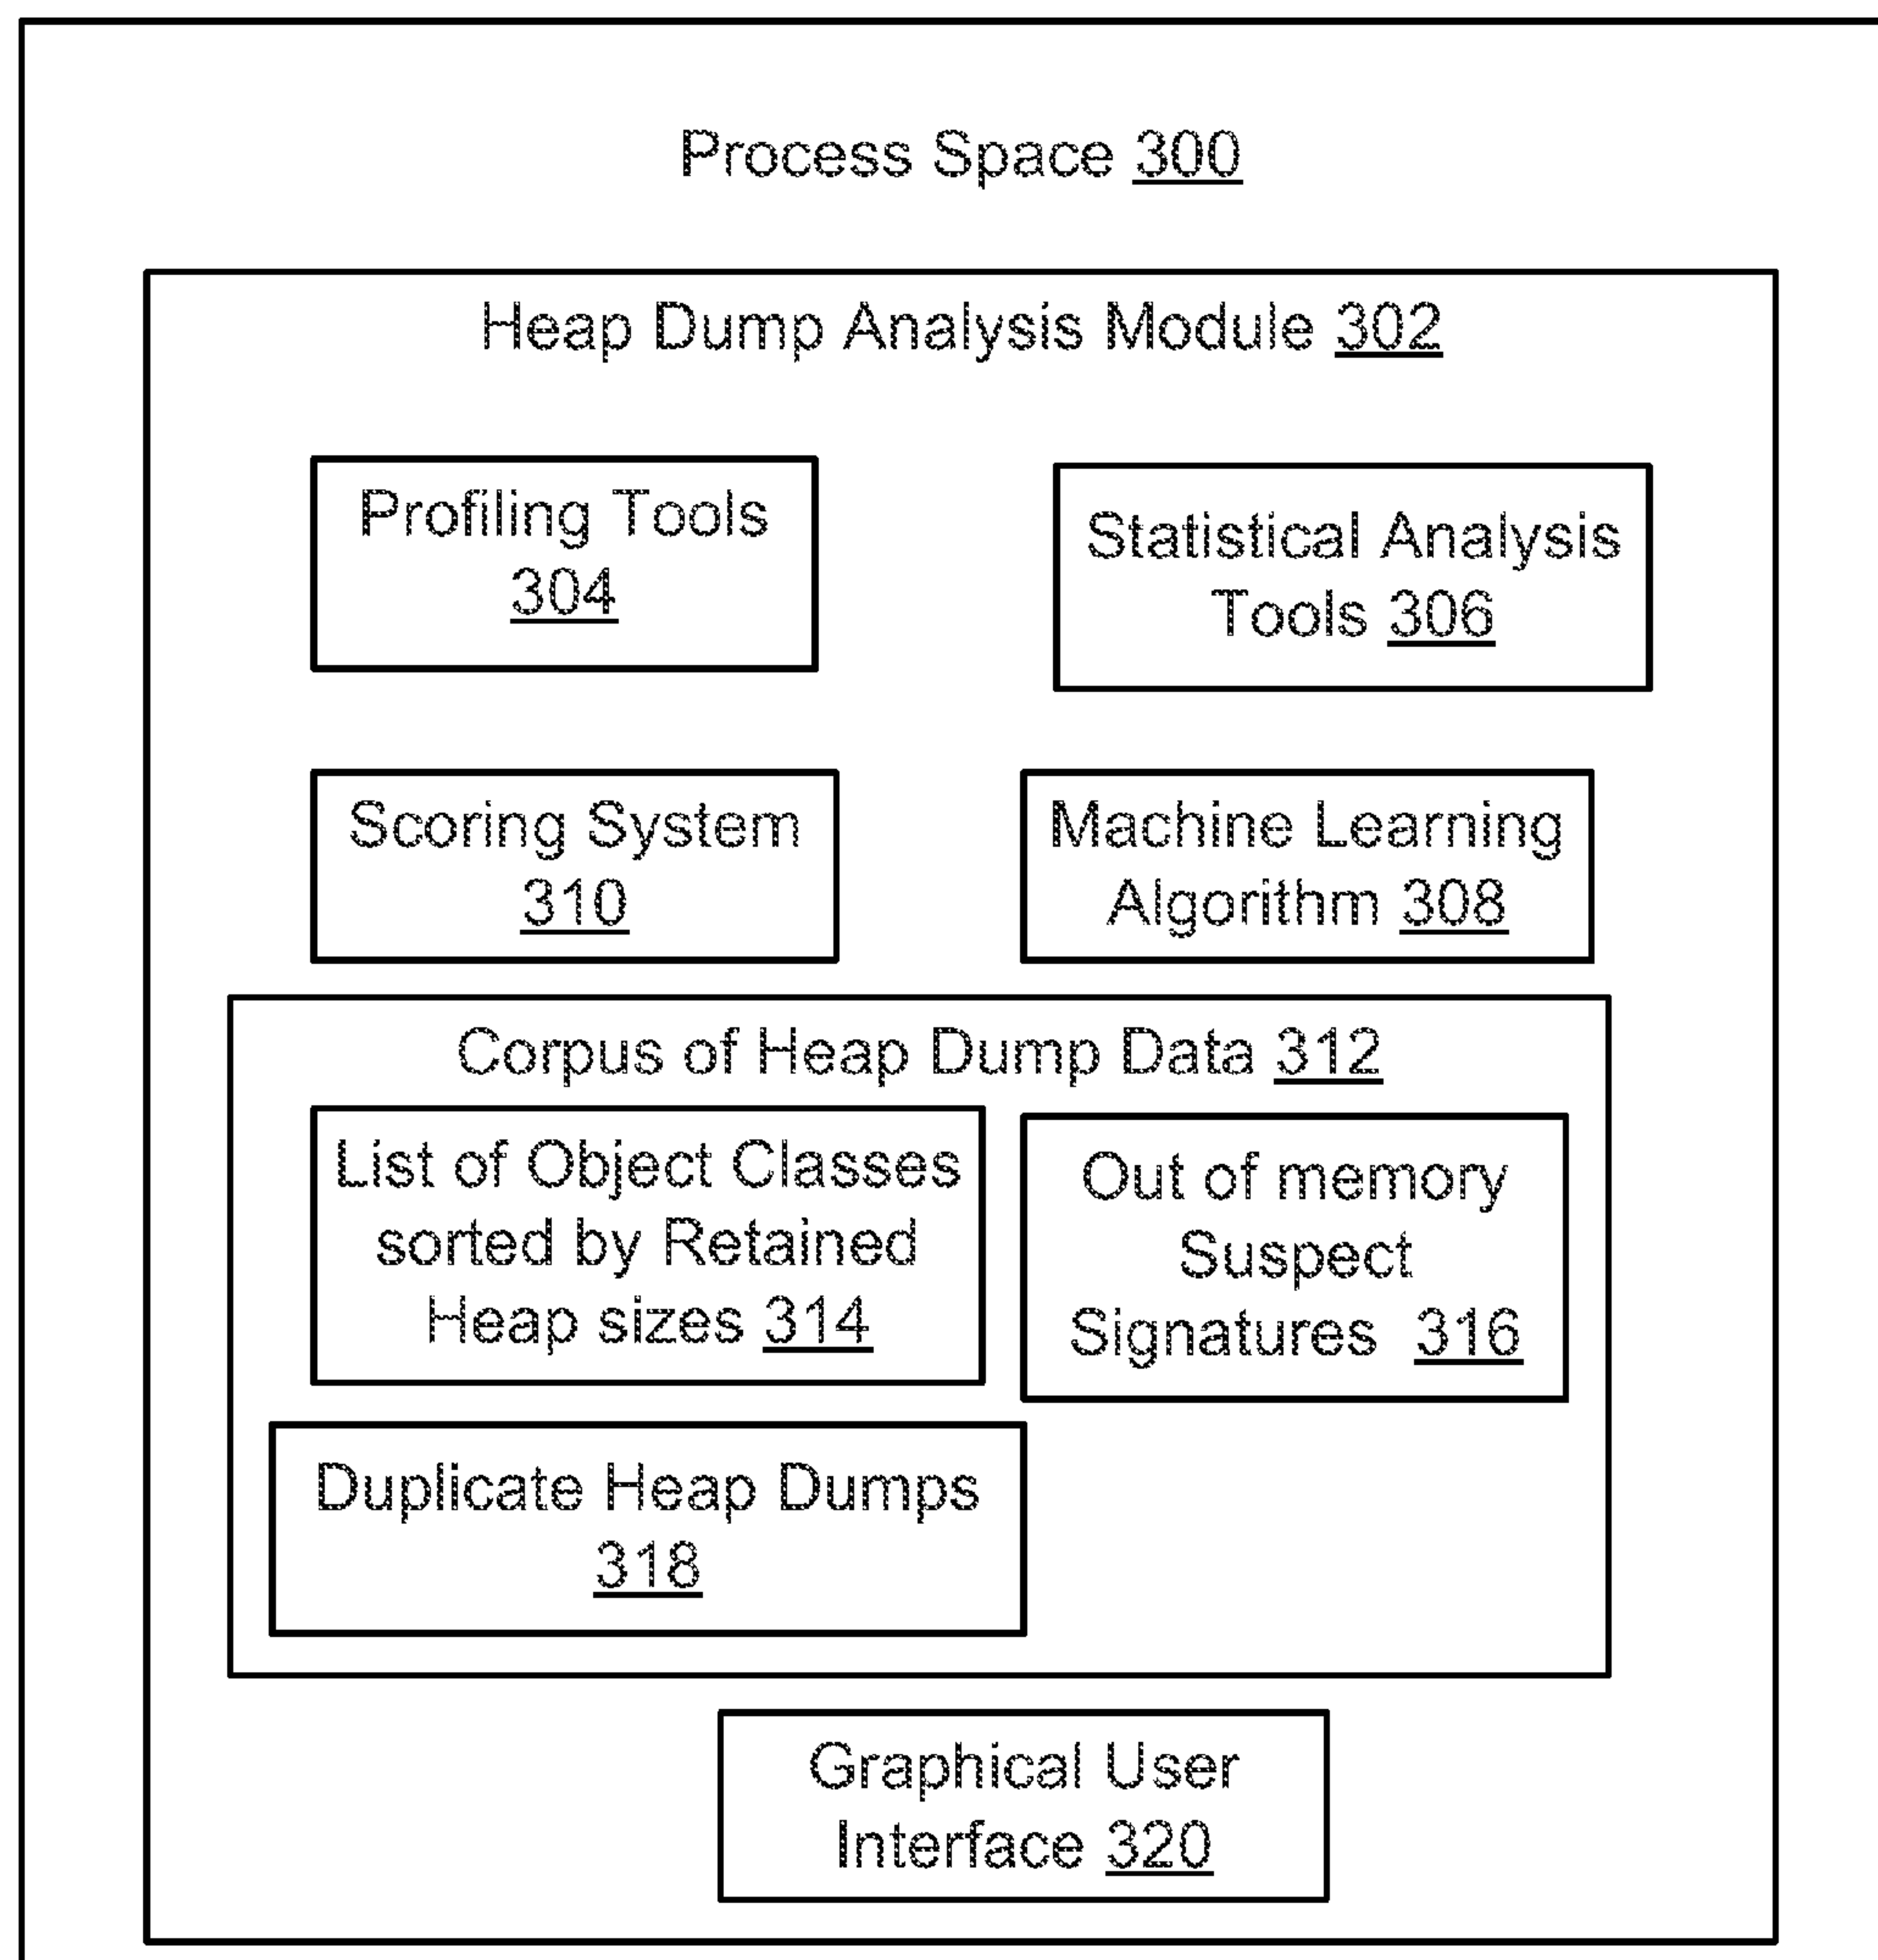 Process Space 300
Heap Dump Analysis Module 302
Profiling Tools
304
Statistical Analysis
Tools 306
Scoring System
310
Machine Learning
Algorithm 308
Corpus of Heap Dump Data 312
List of Object Classes
sorted by Retained
Heap sizes 314
Out of memory
Suspect
Signatures 316
Duplicate Heap Dumps
318
Graphical User
Interface 320